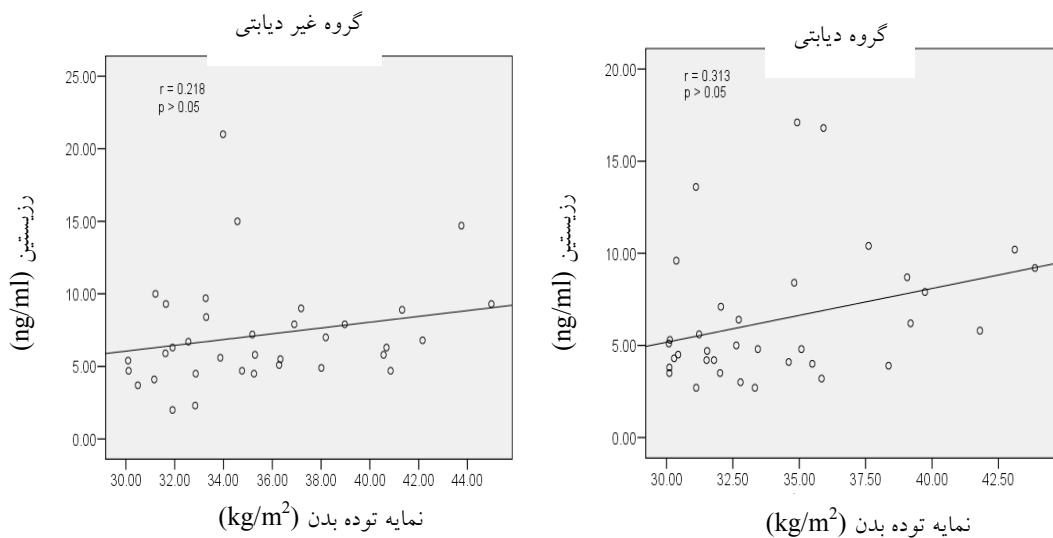 گروه غیر دیابتی
r = 0.218
p > 0.05
25.00
20.00
15.00
10.00
5.00
0.00
رزیستین (ng/ml)
30.00 32.00 34.00 36.00 38.00 40.00 42.00 44.00
نمایه توده بدن (kg/m²)
گروه دیابتی
r = 0.313
p > 0.05
20.00
15.00
10.00
5.00
0.00
رزیستین (ng/ml)
30.00 32.50 35.00 37.50 40.00 42.50
نمایه توده بدن (kg/m²)